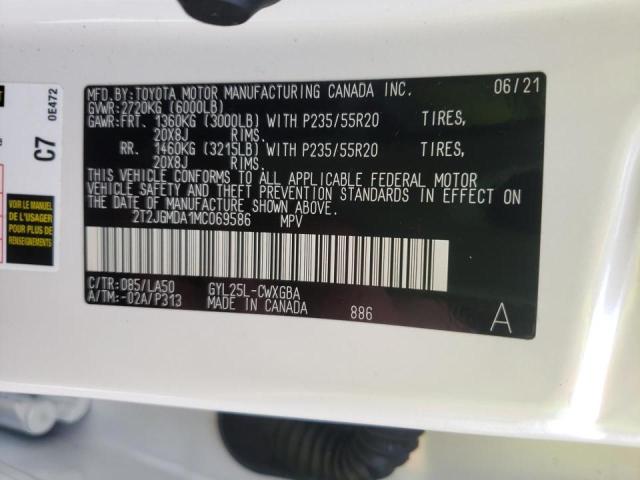 MFD.BY:TOYOTA MOTOR MANUFACTURING CANADA INC. 06/21
GVWR:2720KG (6000LB)
GAWR:FRT. 1360KG (3000LB) WITH P235/55R20 TIRES,
20X8J RIMS.
RR. 1460KG (3215LB) WITH P235/55R20 TIRES,
20X8J RIMS.
THIS VEHICLE CONFORMS TO ALL APPLICABLE FEDERAL MOTOR
VEHICLE SAFETY AND THEFT PREVENTION STANDARDS IN EFFECT ON
THE DATE OF MANUFACTURE SHOWN ABOVE.
2T2JGMDA1MC069586 MPV
C/TR:085/LA50 GYL25L-CWXGBA
A/TM:-02A/P313 MADE IN CANADA 886 A
0E472
C7
VOIR LE MANUEL
DE L'USAGER
POUR PLUS DE
RENSEIGNEMENTS